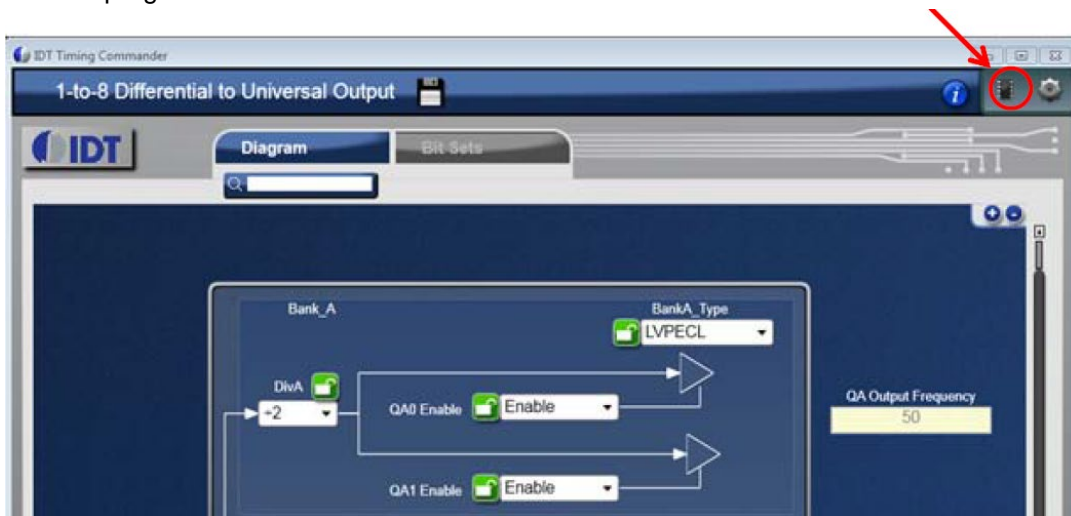 IDT Timing Commander
1-to-8 Differential to Universal Output
i
IDT
Diagram
Bit Sets
Bank_A
BankA_Type
LVPECL
DivA
÷2
QA0 Enable
Enable
QA Output Frequency
50
QA1 Enable
Enable